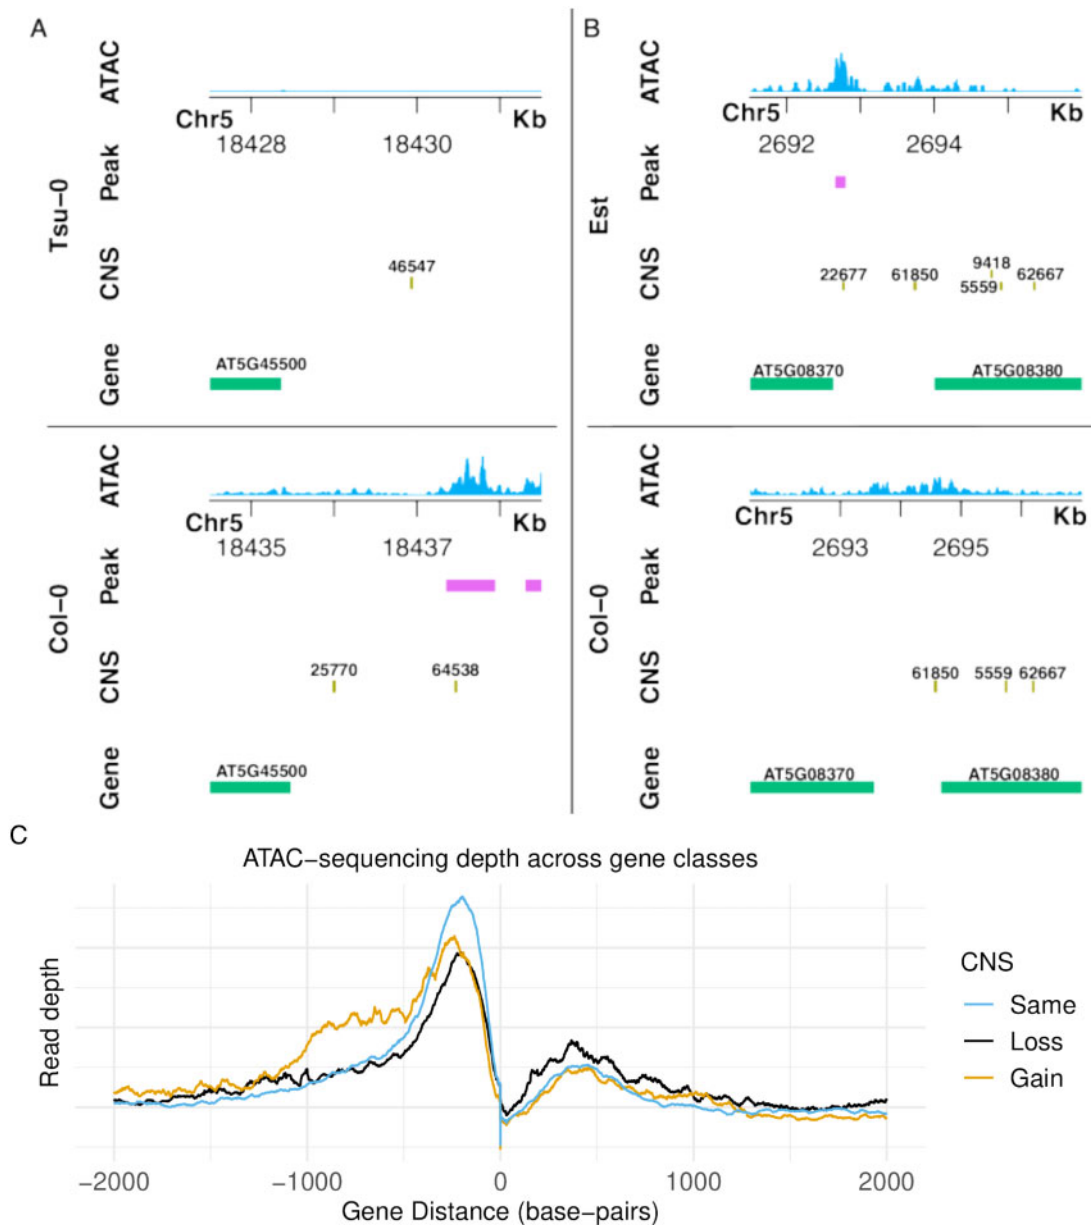 A
Tsu−0
ATAC
Chr5
Kb
18428
18430
Peak
CNS
46547
Gene
AT5G45500
Col−0
ATAC
Chr5
Kb
18435
18437
Peak
CNS
25770
64538
Gene
AT5G45500
B
Est
ATAC
Chr5
Kb
2692
2694
Peak
CNS
22677
61850
9418
5559
62667
Gene
AT5G08370
AT5G08380
Col−0
ATAC
Chr5
Kb
2693
2695
Peak
CNS
61850
5559
62667
Gene
AT5G08370
AT5G08380
C
ATAC−sequencing depth across gene classes
Read depth
−2000
−1000
0
1000
2000
Gene Distance (base−pairs)
CNS
Same
Loss
Gain